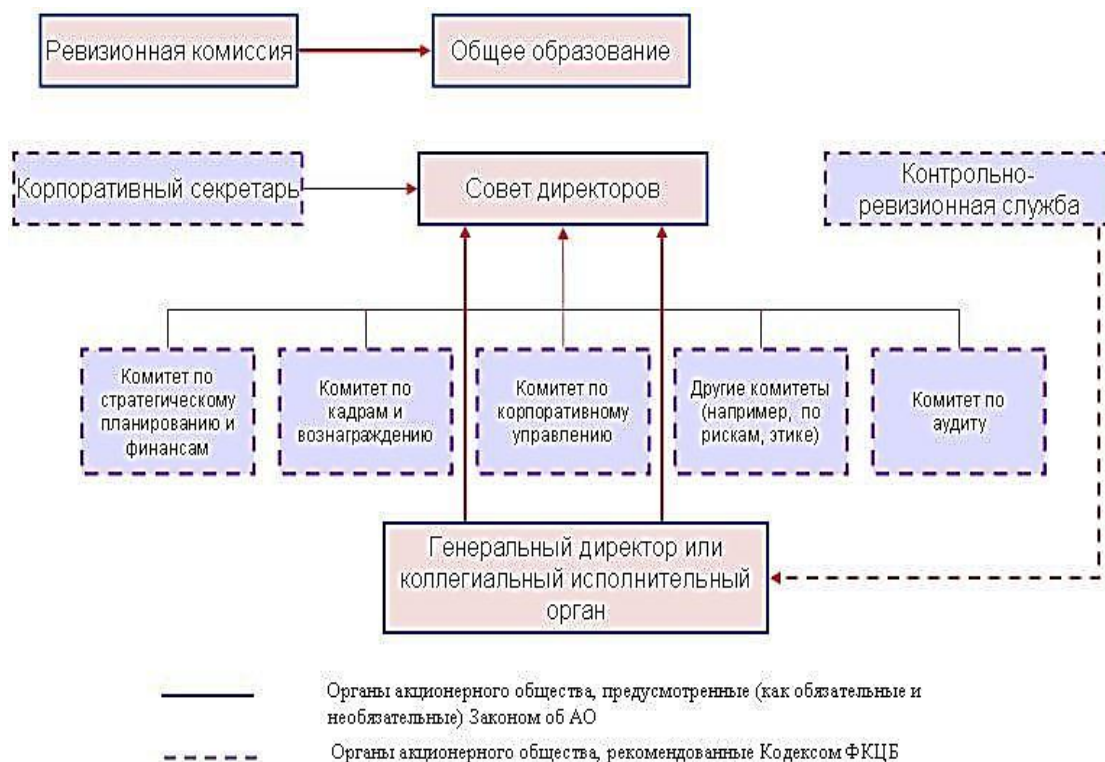 Ревизионная комиссия
Общее образование
Корпоративный секретарь
Совет директоров
Контрольно-
ревизионная служба
Комитет по
стратегическому
планированию и
финансам
Комитет по
кадрам и
вознаграждению
Комитет по
корпоративному
управлению
Другие комитеты
(например, по
рискам, этике)
Комитет по
аудиту
Генеральный директор или
коллегиальный исполнительный
орган
Органы акционерного общества, предусмотренные (как обязательные и
необязательные) Законом об АО
Органы акционерного общества, рекомендованные Кодексом ФКЦБ